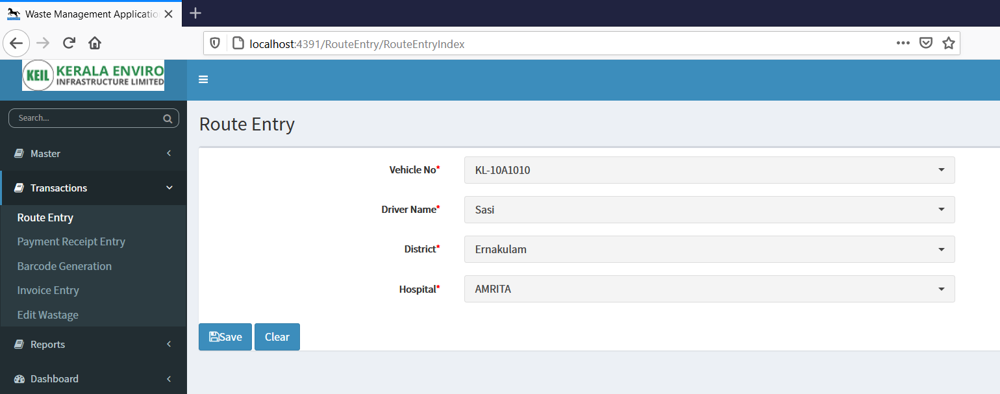 Waste Management Applicatio
localhost:4391/RouteEntry/RouteEntryIndex
KEIL KERALA ENVIRO
INFRASTRUCTURE LIMITED
Search...
Master
Transactions
Route Entry
Payment Receipt Entry
Barcode Generation
Invoice Entry
Edit Wastage
Reports
Dashboard
Route Entry
Vehicle No* KL-10A1010
Driver Name* Sasi
District* Ernakulam
Hospital* AMRITA
Save Clear